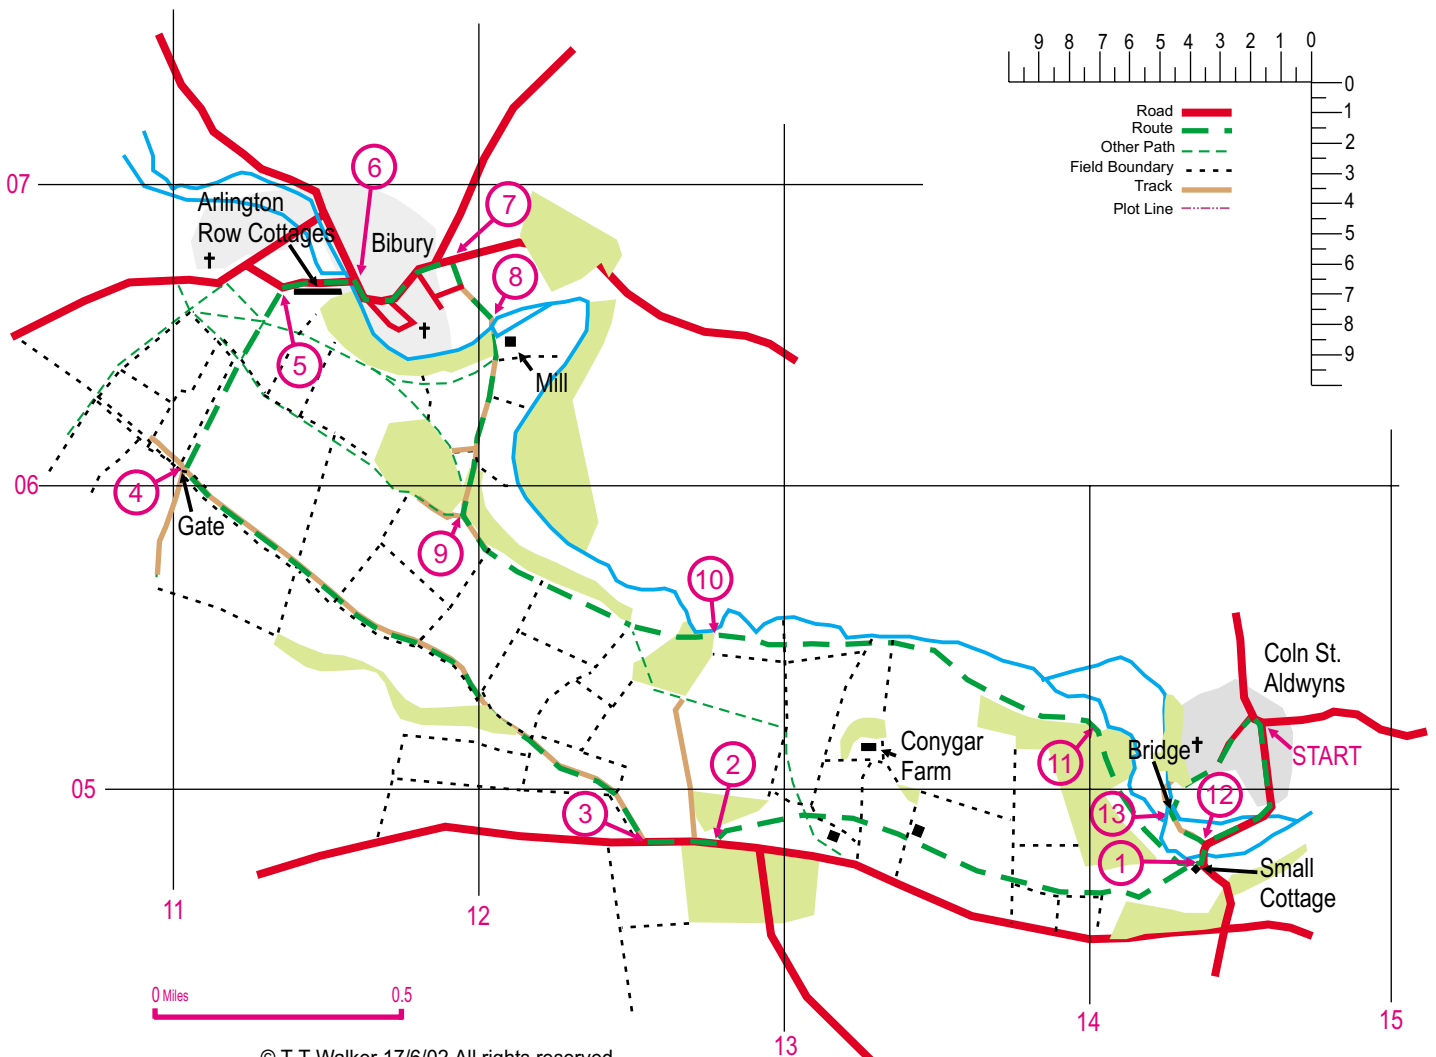 9 8 7 6 5 4 3 2 1 0
0
1
2
3
4
5
6
7
8
9
Road
Route
Other Path
Field Boundary
Track
Plot Line
07
6
7
Arlington
Row Cottages
Bibury
8
5
Mill
06
4
Gate
9
10
Coln St.
Aldwyns
START
Conygar
Farm
2
11
Bridge
12
05
3
13
1
Small
Cottage
11
12
13
14
15
0 Miles
0.5
© T T Walker 17/6/02 All rights reserved